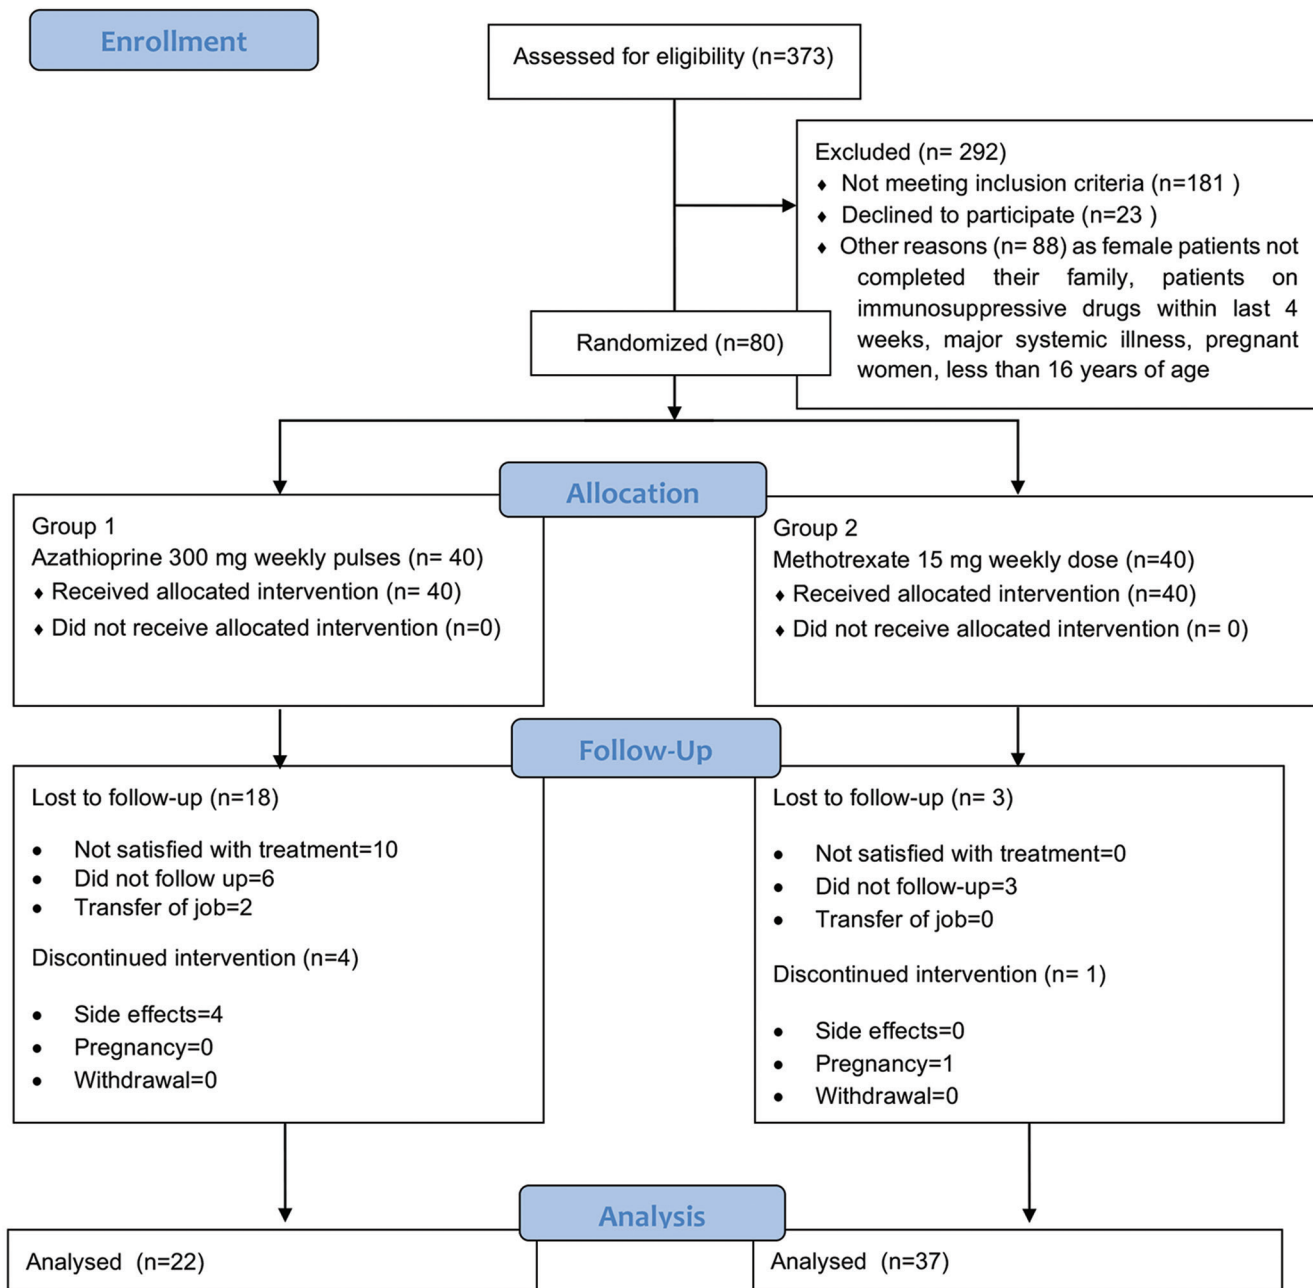 Enrollment
Assessed for eligibility (n=373)
Excluded (n= 292)
♦ Not meeting inclusion criteria (n=181 )
♦ Declined to participate (n=23 )
♦ Other reasons (n= 88) as female patients not
completed their family, patients on
immunosuppressive drugs within last 4
weeks, major systemic illness, pregnant
women, less than 16 years of age
Randomized (n=80)
Allocation
Group 1
Azathioprine 300 mg weekly pulses (n= 40)
♦ Received allocated intervention (n= 40)
♦ Did not receive allocated intervention (n=0)
Group 2
Methotrexate 15 mg weekly dose (n=40)
♦ Received allocated intervention (n=40)
♦ Did not receive allocated intervention (n= 0)
Follow-Up
Lost to follow-up (n=18)
• Not satisfied with treatment=10
• Did not follow up=6
• Transfer of job=2
Discontinued intervention (n=4)
• Side effects=4
• Pregnancy=0
• Withdrawal=0
Lost to follow-up (n= 3)
• Not satisfied with treatment=0
• Did not follow-up=3
• Transfer of job=0
Discontinued intervention (n= 1)
• Side effects=0
• Pregnancy=1
• Withdrawal=0
Analysis
Analysed (n=22)
Analysed (n=37)